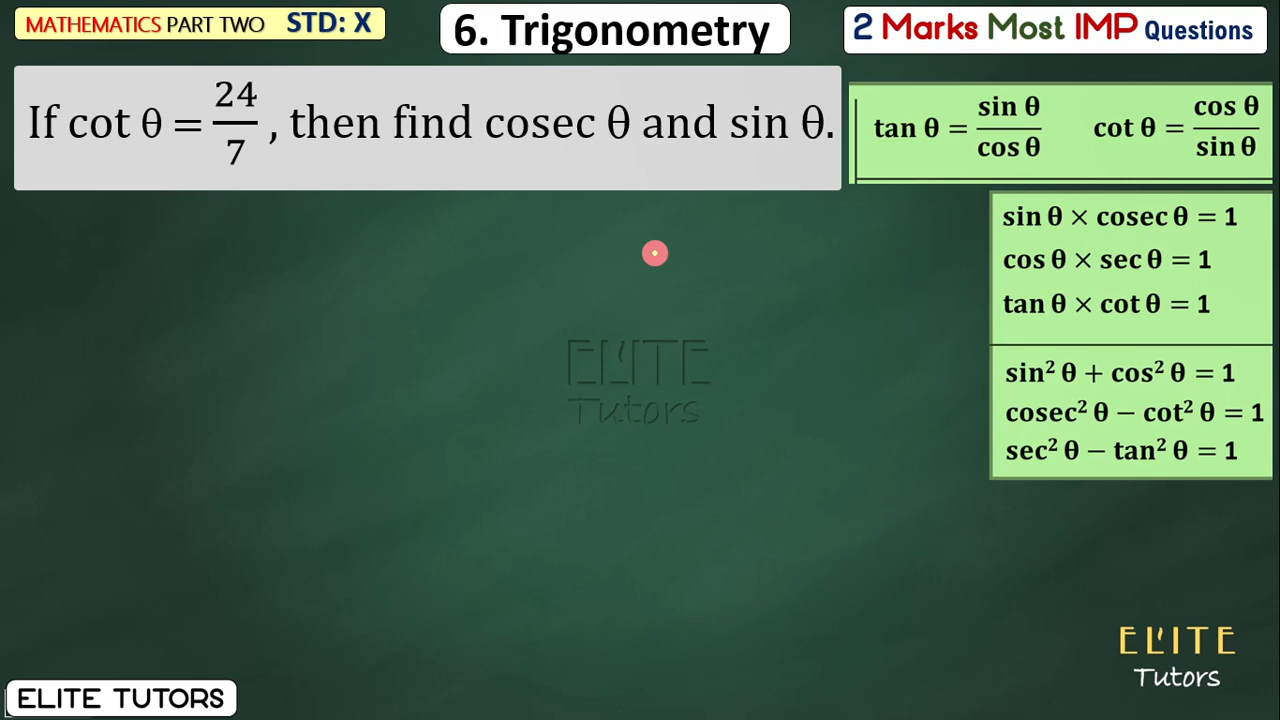 MATHEMATICS PART TWO STD: X
6. Trigonometry
2 Marks Most IMP Questions
If cot θ = 24/7 , then find cosec θ and sin θ.
tan θ = sin θ/cos θ cot θ = cos θ/sin θ
sin θ × cosec θ = 1
cos θ × sec θ = 1
tan θ × cot θ = 1
sin² θ + cos² θ = 1
cosec² θ − cot² θ = 1
sec² θ − tan² θ = 1
ELITE
Tutors
ELITE
Tutors
ELITE TUTORS